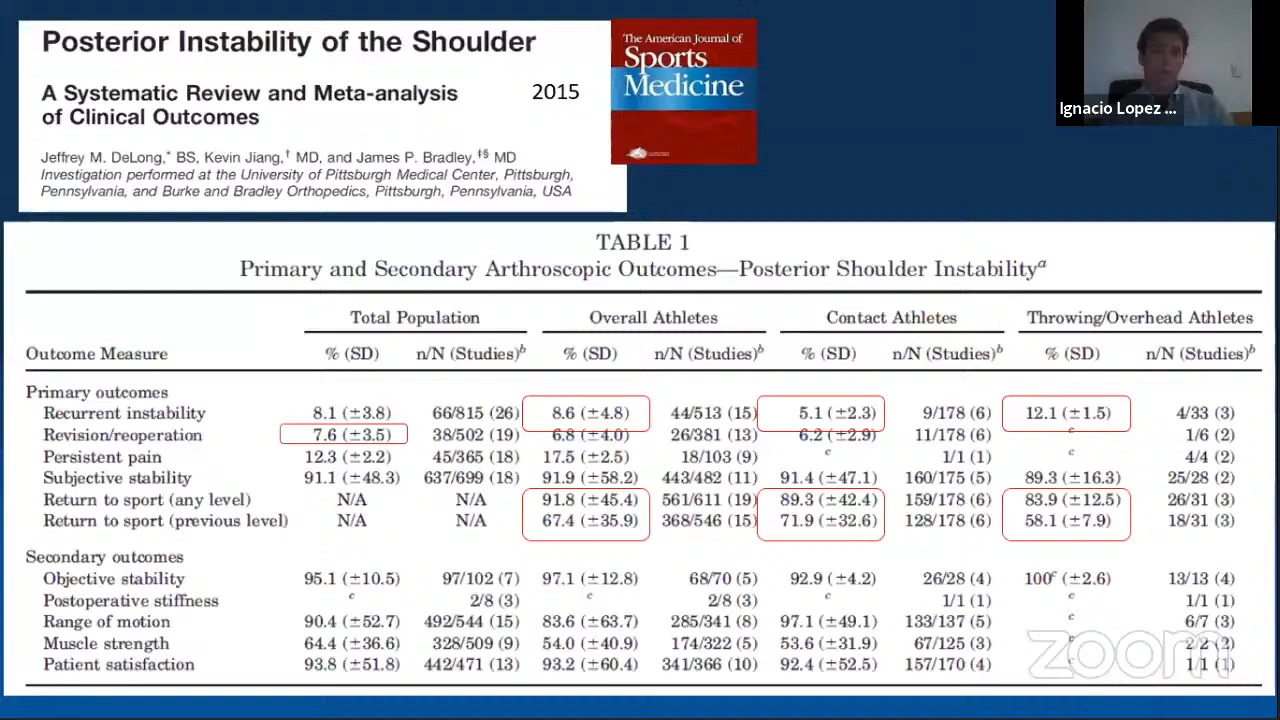 Posterior Instability of the Shoulder
A Systematic Review and Meta-analysis
of Clinical Outcomes
2015
Jeffrey M. DeLong,* BS, Kevin Jiang,† MD, and James P. Bradley,‡§ MD
Investigation performed at the University of Pittsburgh Medical Center, Pittsburgh,
Pennsylvania, and Burke and Bradley Orthopedics, Pittsburgh, Pennsylvania, USA
The American Journal of
Sports
Medicine
Ignacio Lopez ...
TABLE 1
Primary and Secondary Arthroscopic Outcomes—Posterior Shoulder Instability^a
Total Population Overall Athletes Contact Athletes Throwing/Overhead Athletes
Outcome Measure % (SD) n/N (Studies)^b % (SD) n/N (Studies)^b % (SD) n/N (Studies)^b % (SD) n/N (Studies)^b
Primary outcomes
Recurrent instability 8.1 (±3.8) 66/815 (26) 8.6 (±4.8) 44/513 (15) 5.1 (±2.3) 9/178 (6) 12.1 (±1.5) 4/33 (3)
Revision/reoperation 7.6 (±3.5) 38/502 (19) 6.8 (±4.0) 26/381 (13) 6.2 (±2.9) 11/178 (6) c 1/6 (2)
Persistent pain 12.3 (±2.2) 45/365 (18) 17.5 (±2.5) 18/103 (9) c 1/1 (1) c 4/4 (2)
Subjective stability 91.1 (±48.3) 637/699 (18) 91.9 (±58.2) 443/482 (11) 91.4 (±47.1) 160/175 (5) 89.3 (±16.3) 25/28 (2)
Return to sport (any level) N/A N/A 91.8 (±45.4) 561/611 (19) 89.3 (±42.4) 159/178 (6) 83.9 (±12.5) 26/31 (3)
Return to sport (previous level) N/A N/A 67.4 (±35.9) 368/546 (15) 71.9 (±32.6) 128/178 (6) 58.1 (±7.9) 18/31 (3)
Secondary outcomes
Objective stability 95.1 (±10.5) 97/102 (7) 97.1 (±12.8) 68/70 (5) 92.9 (±4.2) 26/28 (4) 100^c (±2.6) 13/13 (4)
Postoperative stiffness c 2/8 (3) c 2/8 (3) c 1/1 (1) c 1/1 (1)
Range of motion 90.4 (±52.7) 492/544 (15) 83.6 (±63.7) 285/341 (8) 97.1 (±49.1) 133/137 (5) c 6/7 (3)
Muscle strength 64.4 (±36.6) 328/509 (9) 54.0 (±40.9) 174/322 (5) 53.6 (±31.9) 67/125 (3) c 2/2 (2)
Patient satisfaction 93.8 (±51.8) 442/471 (13) 93.2 (±60.4) 341/366 (10) 92.4 (±52.5) 157/170 (4) c 1/1 (1)
zoom